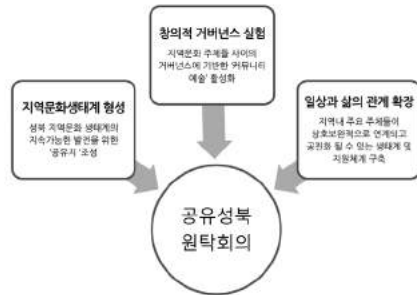 창의적 거버넌스 실험
지역문화 주체들 사이의
거버넌스에 기반한 '커뮤니티
예술' 활성화
지역문화생태계 형성
성북 지역문화 생태계의
지속가능한 발전을 위한
'공유지'조성
일상과 삶의 관계 확장
지역내 주요 주체들이
상호보완적으로 연계되고
공진화 될 수 있는 생태계 및
지원체계 구축
공유성북
원탁회의